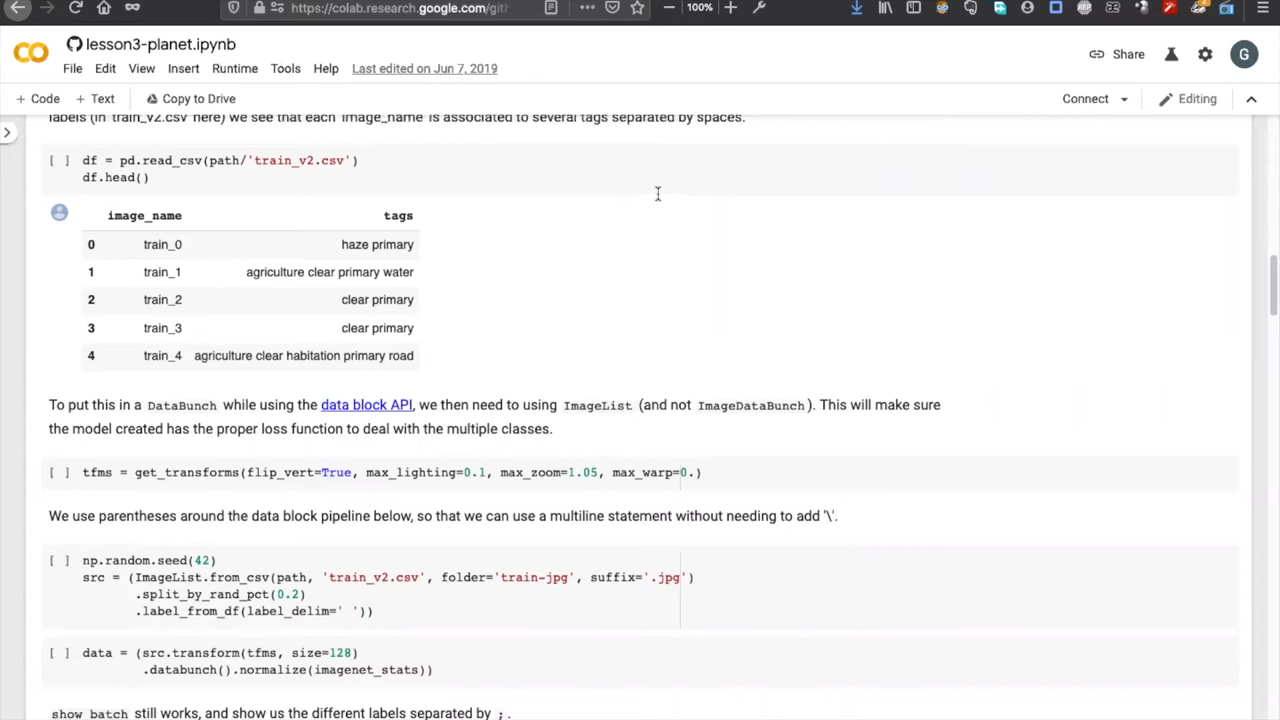 https://colab.research.google.com/git
100%
lesson3-planet.ipynb
Share
G
File Edit View Insert Runtime Tools Help Last edited on Jun 7, 2019
+ Code + Text Copy to Drive
Connect Editing
labels (in train_v2.csv here) we see that each image_name is associated to several tags separated by spaces.
[ ] df = pd.read_csv(path/'train_v2.csv')
df.head()
image_name tags
0 train_0 haze primary
1 train_1 agriculture clear primary water
2 train_2 clear primary
3 train_3 clear primary
4 train_4 agriculture clear habitation primary road
To put this in a DataBunch while using the data block API, we then need to using ImageList (and not ImageDataBunch). This will make sure
the model created has the proper loss function to deal with the multiple classes.
[ ] tfms = get_transforms(flip_vert=True, max_lighting=0.1, max_zoom=1.05, max_warp=0.)
We use parentheses around the data block pipeline below, so that we can use a multiline statement without needing to add '\'.
[ ] np.random.seed(42)
src = (ImageList.from_csv(path, 'train_v2.csv', folder='train-jpg', suffix='.jpg')
.split_by_rand_pct(0.2)
.label_from_df(label_delim=' '))
[ ] data = (src.transform(tfms, size=128)
.databunch().normalize(imagenet_stats))
show_batch still works, and show us the different labels separated by ;.